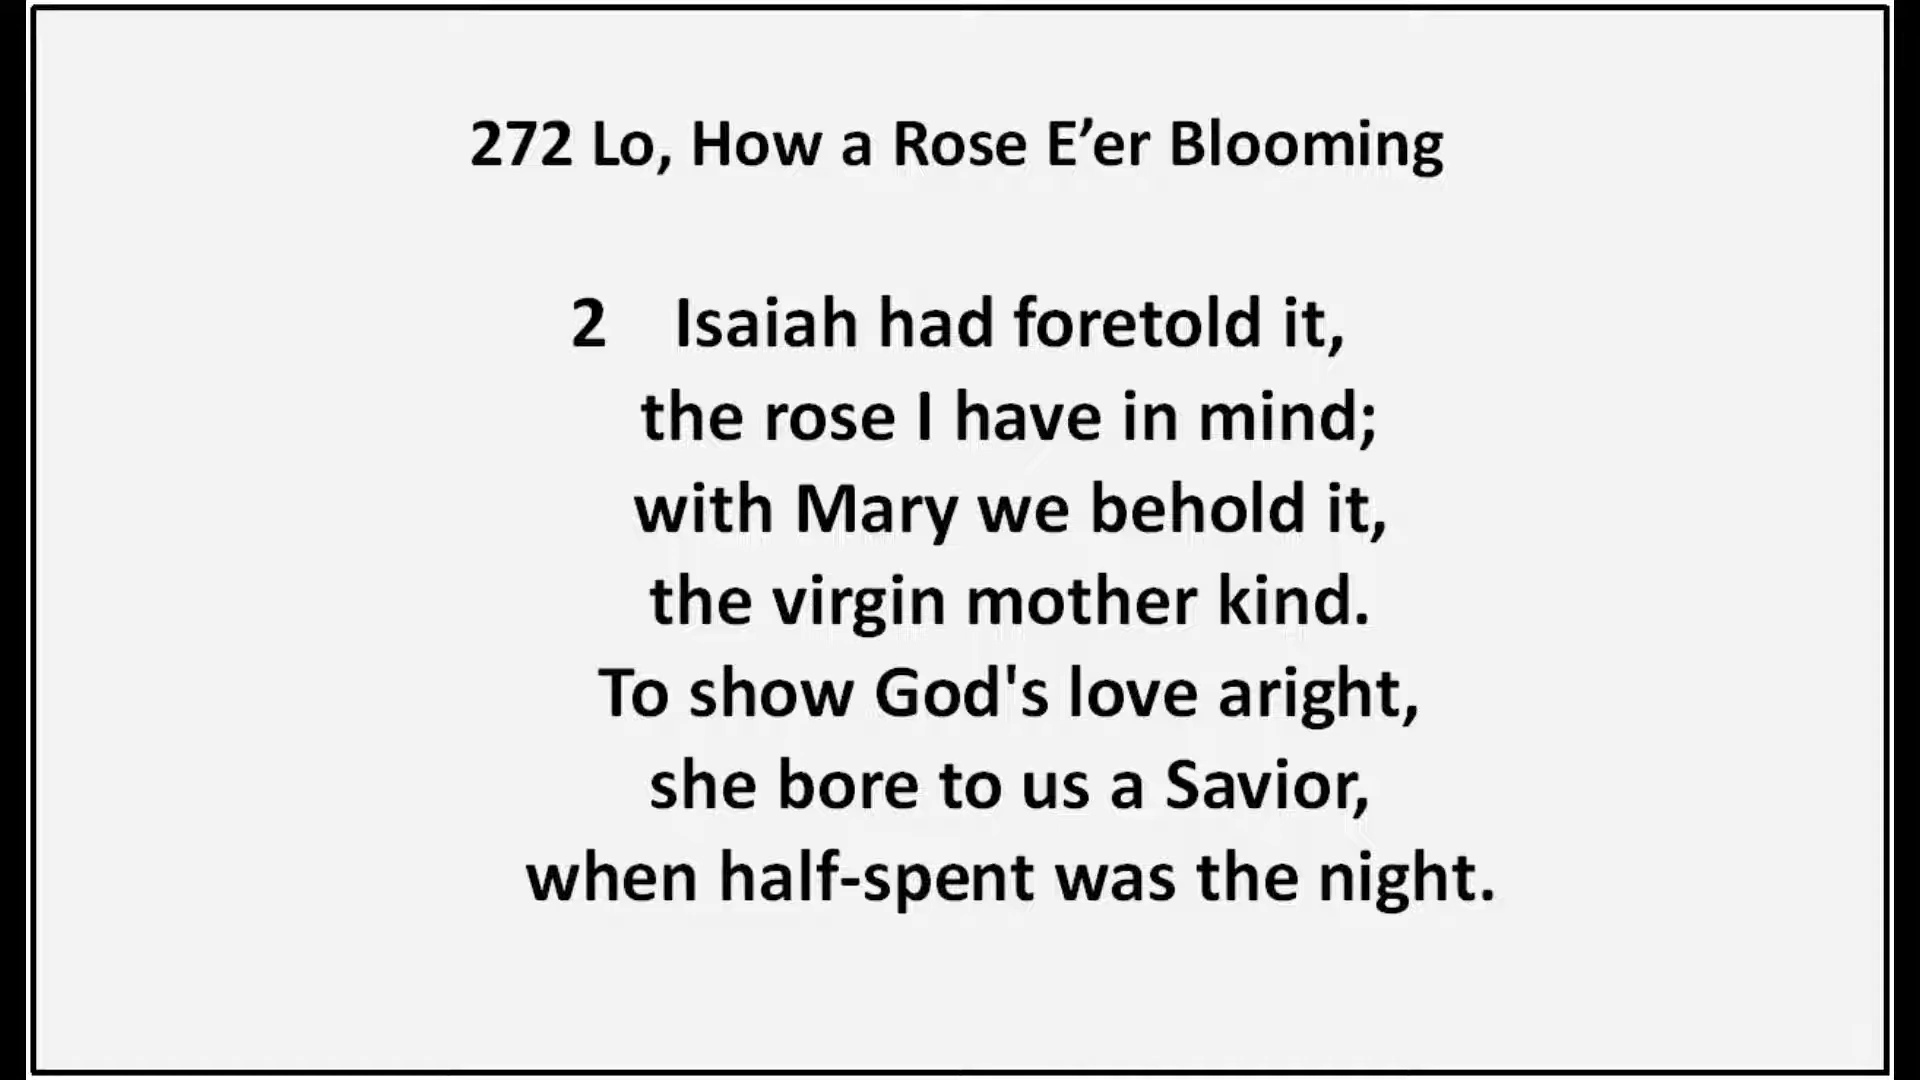 272 Lo, How a Rose E’er Blooming
2 Isaiah had foretold it,
the rose I have in mind;
with Mary we behold it,
the virgin mother kind.
To show God's love aright,
she bore to us a Savior,
when half-spent was the night.